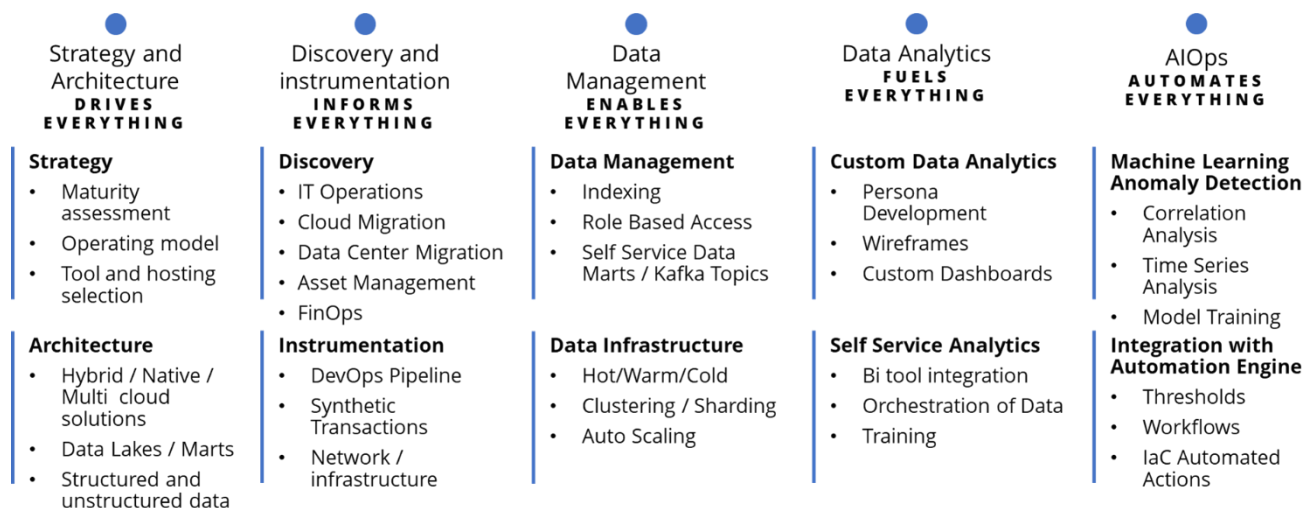 Strategy and
Architecture
DRIVES
EVERYTHING
Strategy
• Maturity
assessment
• Operating model
• Tool and hosting
selection
Architecture
• Hybrid / Native /
Multi cloud
solutions
• Data Lakes / Marts
• Structured and
unstructured data
Discovery and
instrumentation
INFORMS
EVERYTHING
Discovery
• IT Operations
• Cloud Migration
• Data Center Migration
• Asset Management
• FinOps
Instrumentation
• DevOps Pipeline
• Synthetic
Transactions
• Network /
infrastructure
Data
Management
ENABLES
EVERYTHING
Data Management
• Indexing
• Role Based Access
• Self Service Data
Marts / Kafka Topics
Data Infrastructure
• Hot/Warm/Cold
• Clustering / Sharding
• Auto Scaling
Data Analytics
FUELS
EVERYTHING
Custom Data Analytics
• Persona
Development
• Wireframes
• Custom Dashboards
Self Service Analytics
• Bi tool integration
• Orchestration of Data
• Training
AIOps
AUTOMATES
EVERYTHING
Machine Learning
Anomaly Detection
• Correlation
Analysis
• Time Series
Analysis
• Model Training
Integration with
Automation Engine
• Thresholds
• Workflows
• IaC Automated
Actions